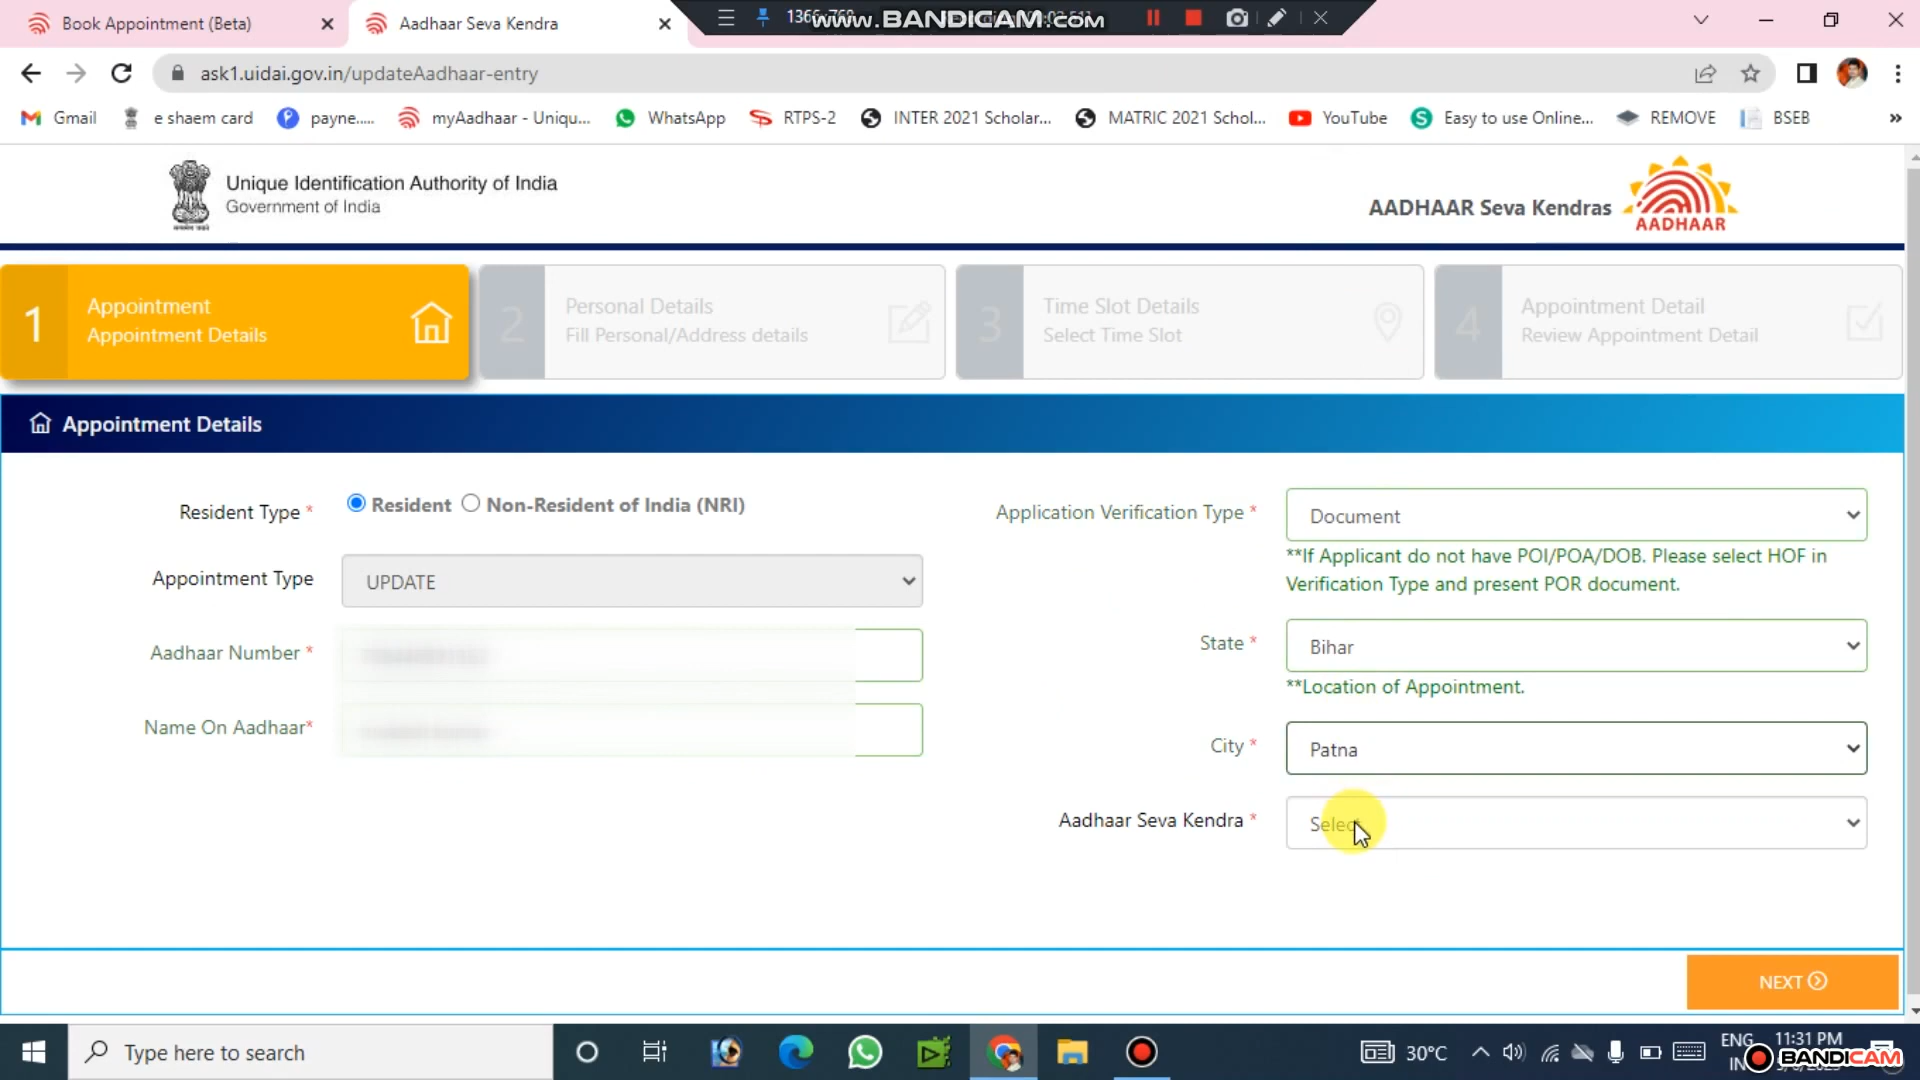 Book Appointment (Beta)
Aadhaar Seva Kendra
www.BANDICAM.com
ask1.uidai.gov.in/updateAadhaar-entry
Gmail
e shaem card
payne.....
myAadhaar - Uniqu...
WhatsApp
RTPS-2
INTER 2021 Scholar...
MATRIC 2021 Schol...
YouTube
Easy to use Online...
REMOVE
BSEB
»
Unique Identification Authority of India
Government of India
AADHAAR Seva Kendras
AADHAAR
1
Appointment
Appointment Details
2
Personal Details
Fill Personal/Address details
3
Time Slot Details
Select Time Slot
4
Appointment Detail
Review Appointment Detail
Appointment Details
Resident Type *
Resident
Non-Resident of India (NRI)
Appointment Type
UPDATE
Aadhaar Number *
Name On Aadhaar*
Application Verification Type *
Document
**If Applicant do not have POI/POA/DOB. Please select HOF in
Verification Type and present POR document.
State *
Bihar
**Location of Appointment.
City *
Patna
Aadhaar Seva Kendra *
Select
NEXT
Type here to search
30°C
ENG
11:31 PM
BANDICAM